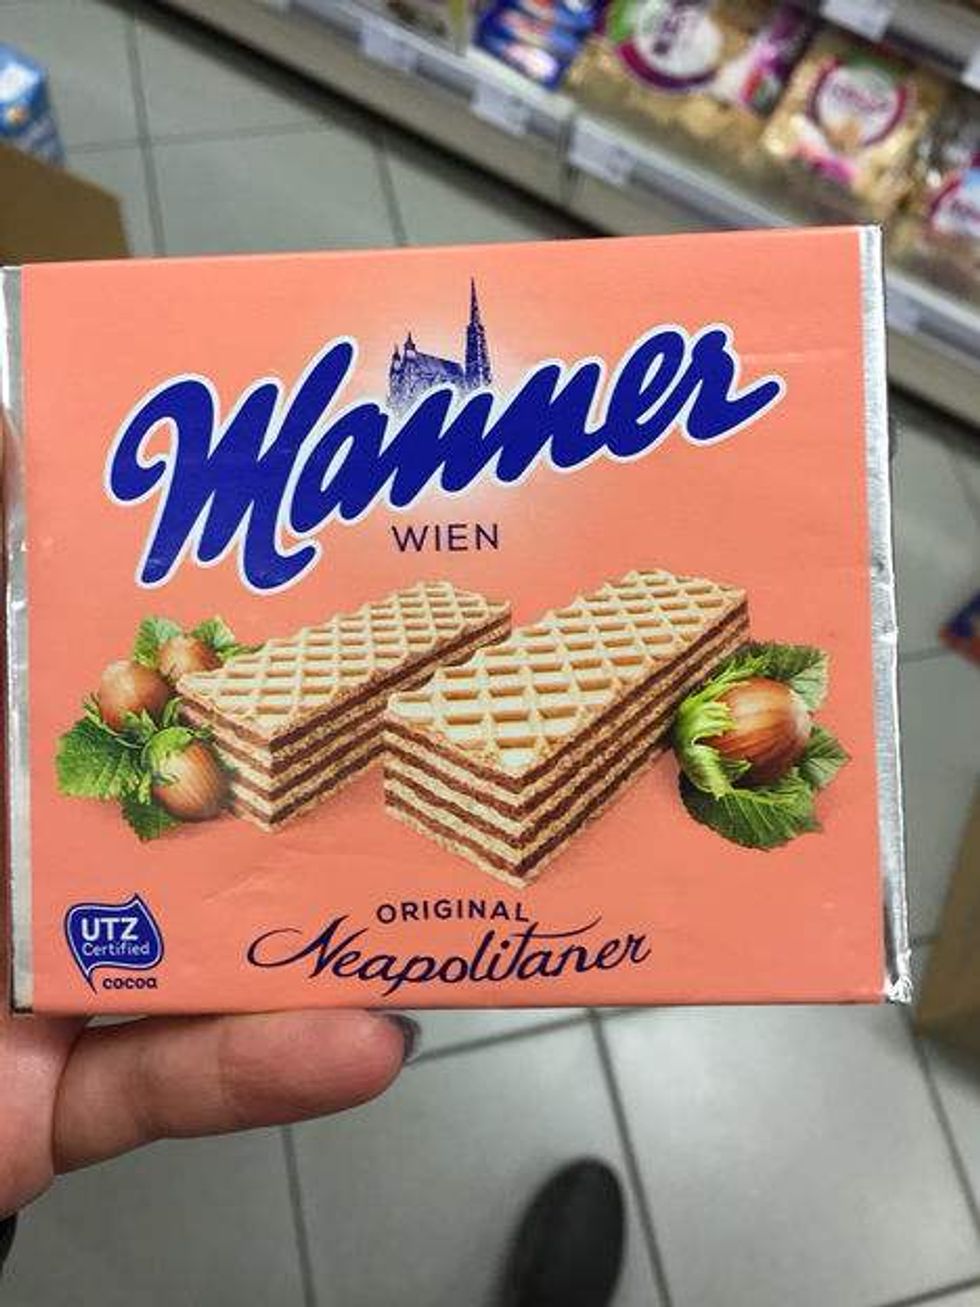 Manner
WIEN
ORIGINAL
Neapolitaner
UTZ
Certified
cocoa